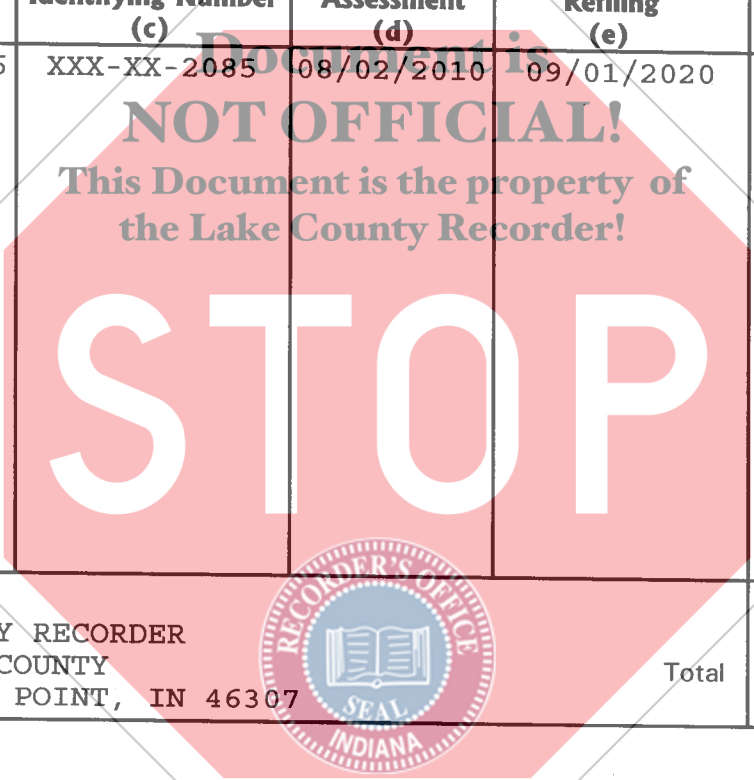 Identifying Number Assessment Refiling
(c) (d) (e)
Document is
5 XXX-XX-2085 08/02/2010 09/01/2020
NOT OFFICIAL!
This Document is the property of
the Lake County Recorder!
STOP
RECORDER'S OFFICE
Y RECORDER
COUNTY
Total
POINT, IN 46307
SEAL
INDIANA